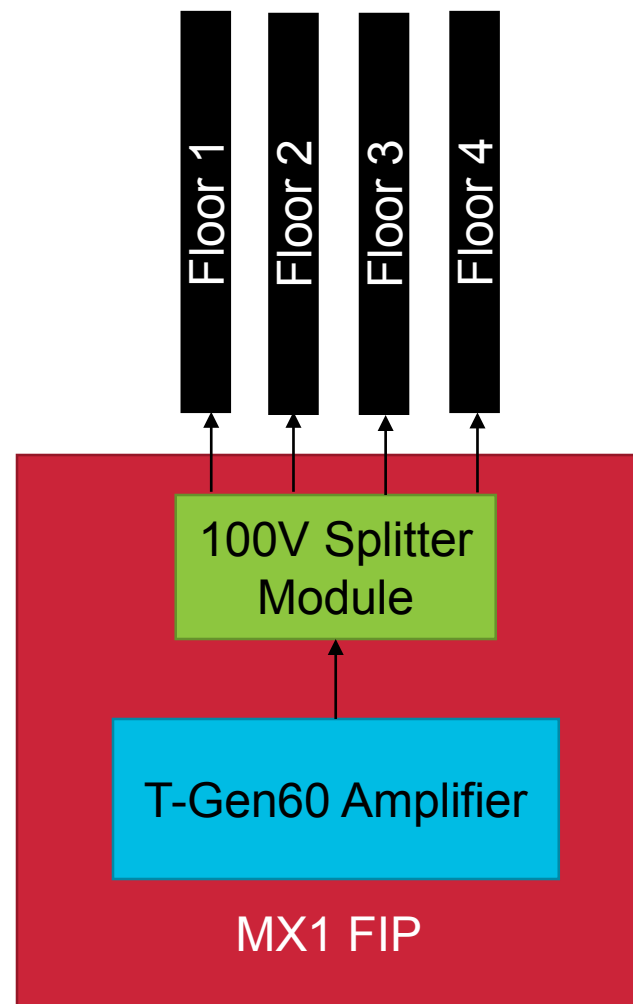 Floor 1
Floor 2
Floor 3
Floor 4
100V Splitter
Module
T-Gen60 Amplifier
MX1 FIP